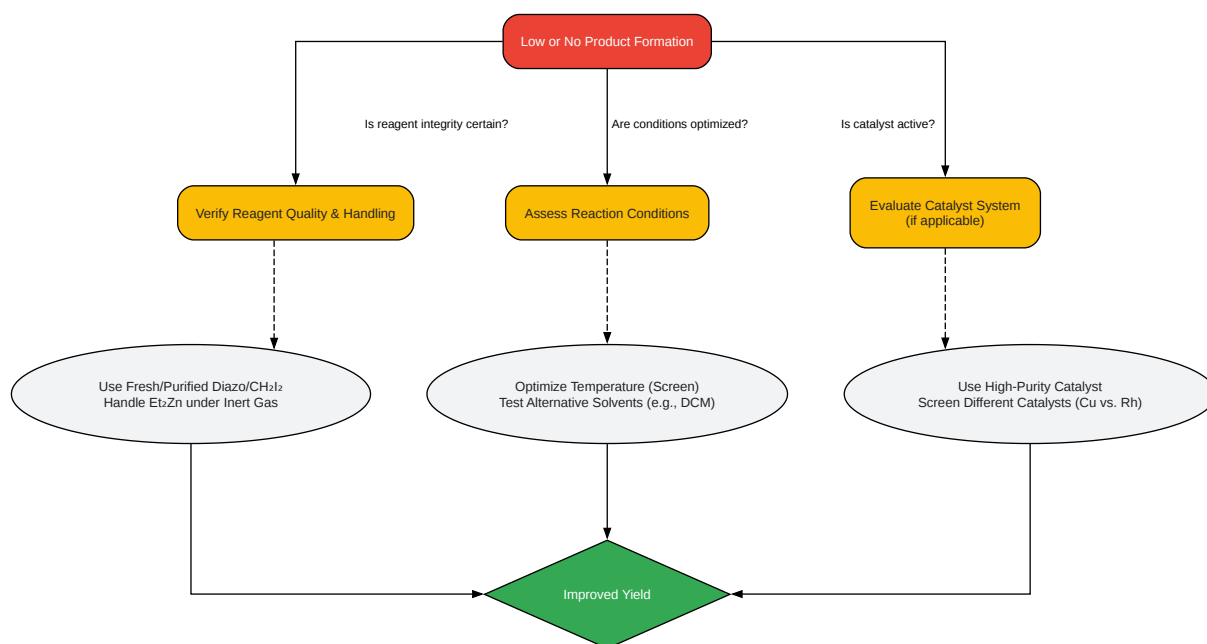 Low or No Product Formation
Is reagent integrity certain?
Are conditions optimized?
Is catalyst active?
Verify Reagent Quality & Handling
Assess Reaction Conditions
Evaluate Catalyst System
(if applicable)
Use Fresh/Purified Diazo/CH₂I₂
Handle Et₂Zn under Inert Gas
Optimize Temperature (Screen)
Test Alternative Solvents (e.g., DCM)
Use High-Purity Catalyst
Screen Different Catalysts (Cu vs. Rh)
Improved Yield